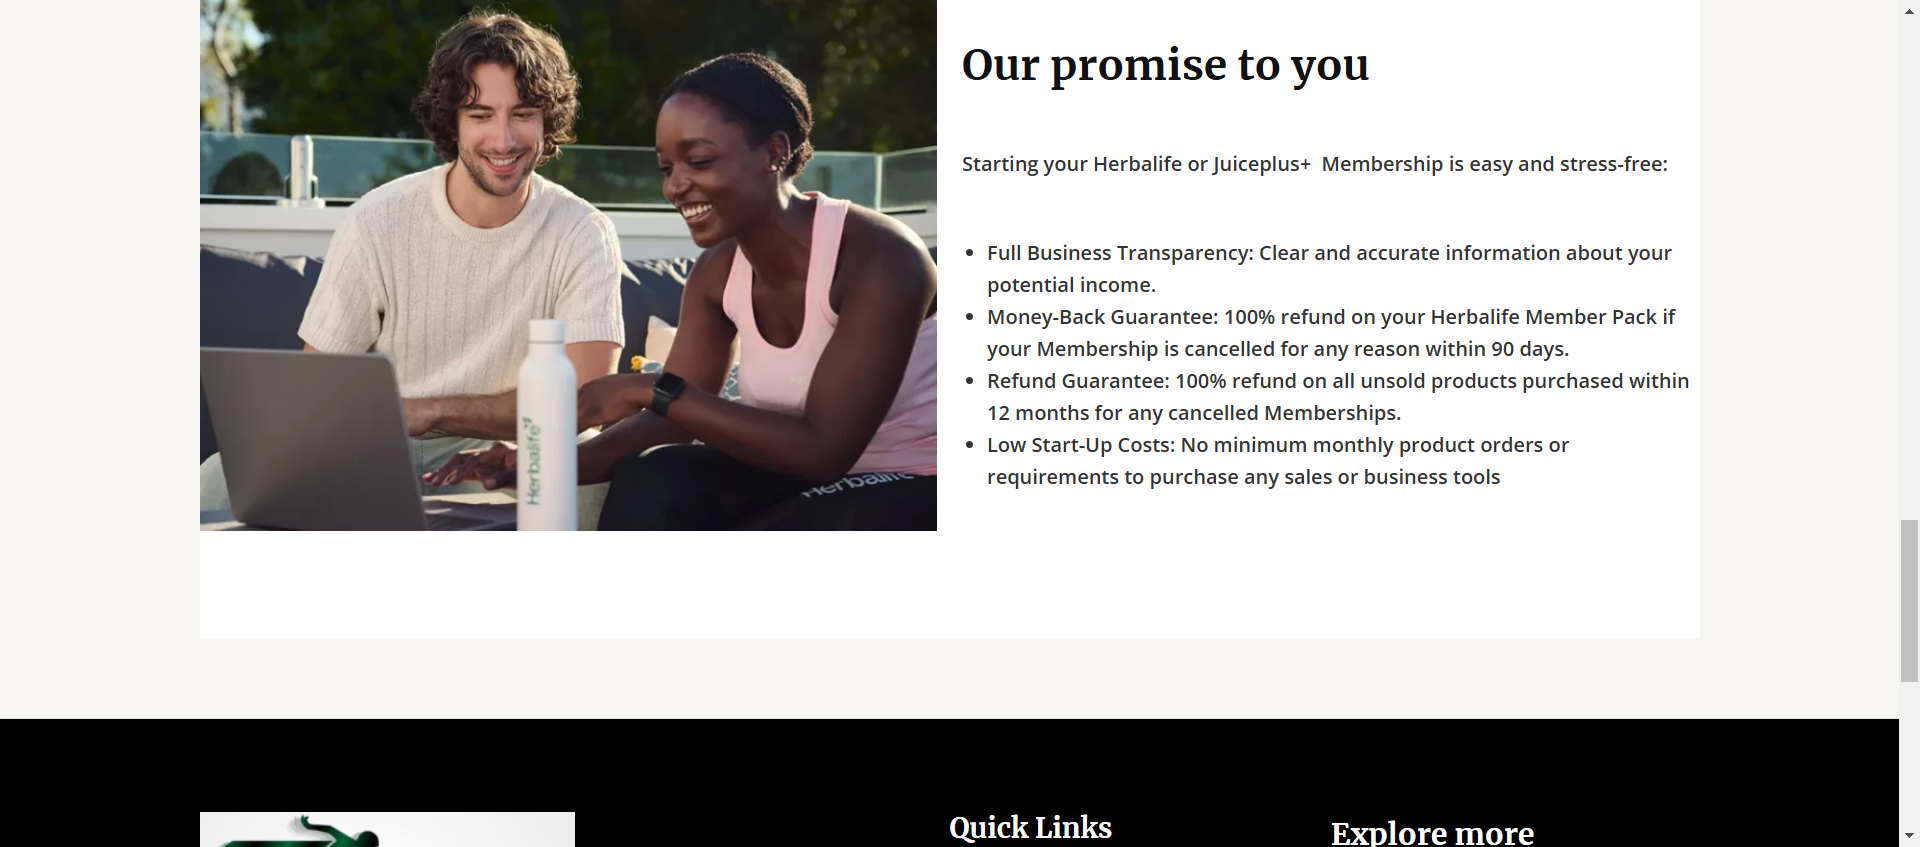 Our promise to you
Starting your Herbalife or Juiceplus+  Membership is easy and stress-free:
Full Business Transparency: Clear and accurate information about your
potential income.
Money-Back Guarantee: 100% refund on your Herbalife Member Pack if
your Membership is cancelled for any reason within 90 days.
Refund Guarantee: 100% refund on all unsold products purchased within
12 months for any cancelled Memberships.
Low Start-Up Costs: No minimum monthly product orders or
requirements to purchase any sales or business tools
Herbalife
Herbalife
Quick Links
Explore more